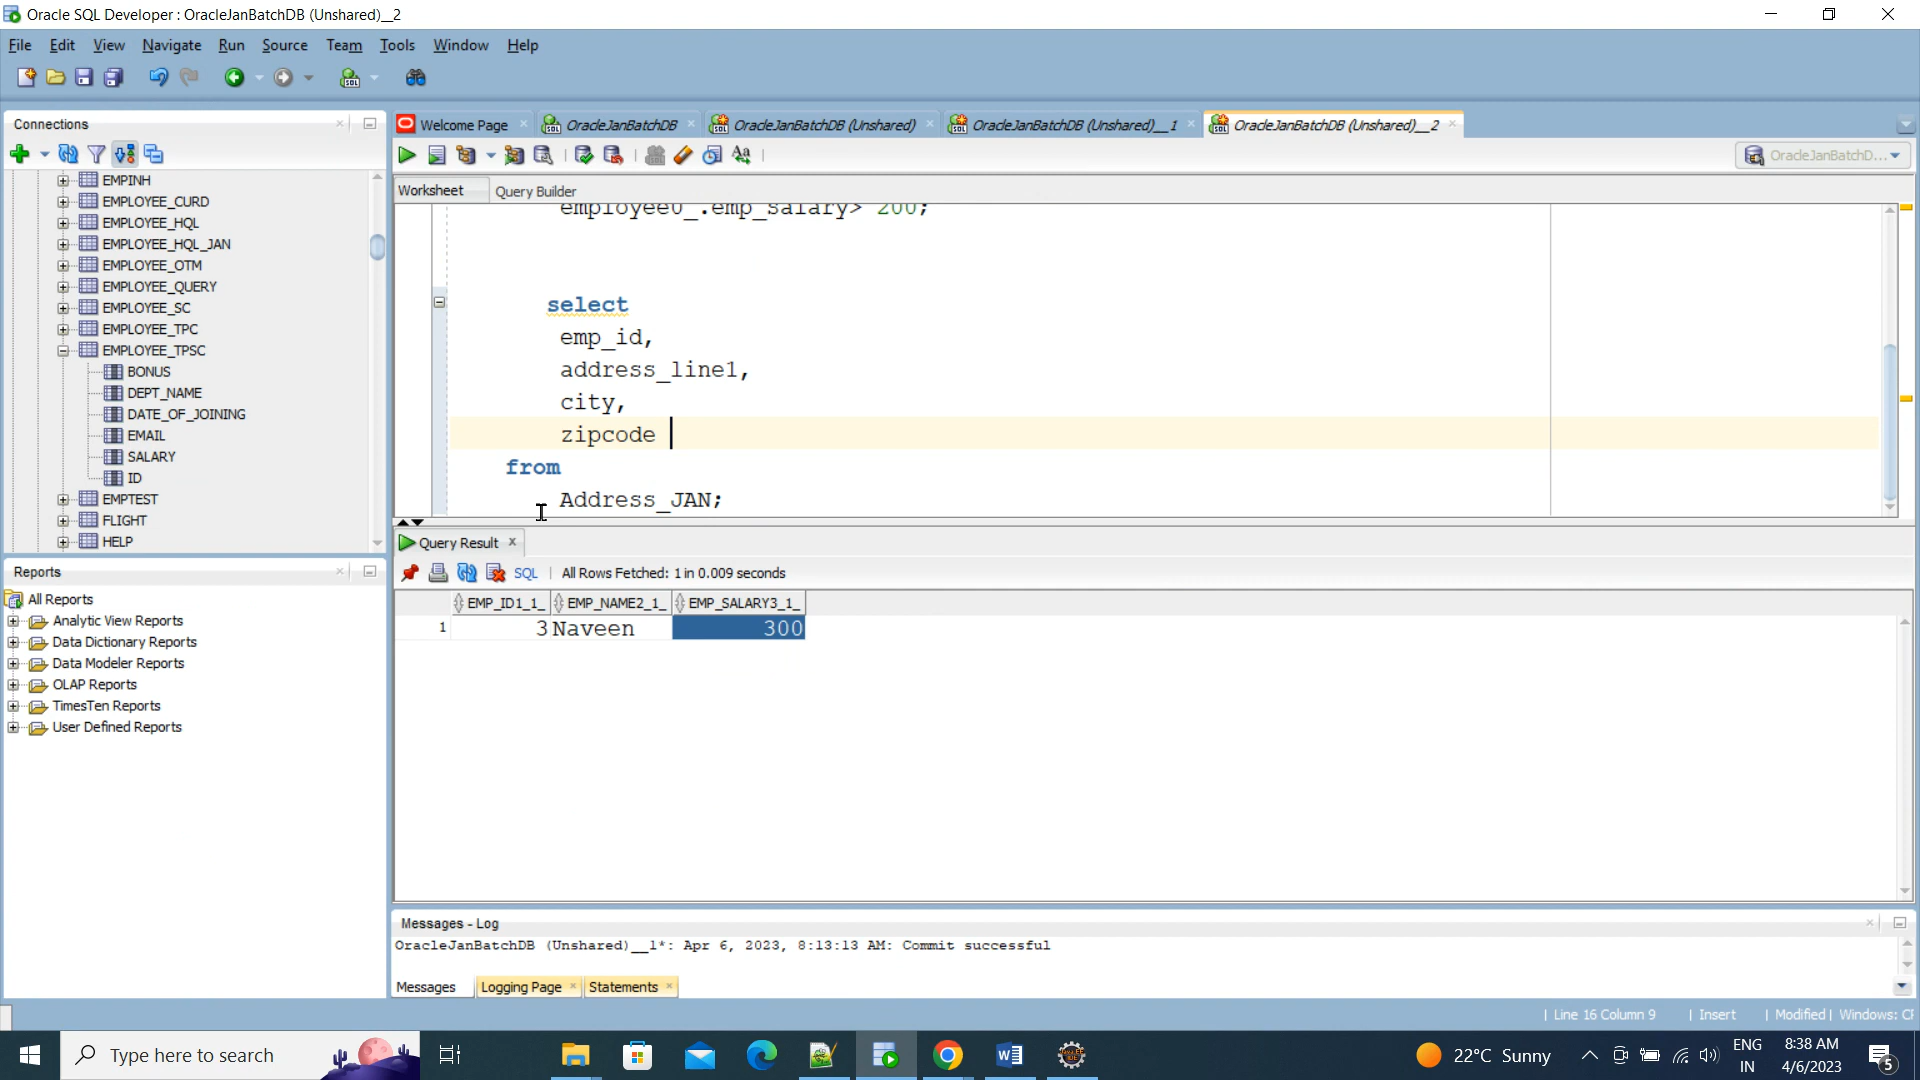 Oracle SQL Developer : OracleJanBatchDB (Unshared)__2
File Edit View Navigate Run Source Team Tools Window Help
Connections
Welcome Page
OracleJanBatchDB
OracleJanBatchDB (Unshared)
OracleJanBatchDB (Unshared)__1
OracleJanBatchDB (Unshared)__2
OracleJanBatchD...
Worksheet Query Builder
EMPINH
EMPLOYEE_CURD
EMPLOYEE_HQL
EMPLOYEE_HQL_JAN
EMPLOYEE_OTM
EMPLOYEE_QUERY
EMPLOYEE_SC
EMPLOYEE_TPC
EMPLOYEE_TPSC
BONUS
DEPT_NAME
DATE_OF_JOINING
EMAIL
SALARY
ID
EMPTEST
FLIGHT
HELP
employee0_.emp_salary> 200;
select
emp_id,
address_line1,
city,
zipcode
from
Address_JAN;
Reports
All Reports
Analytic View Reports
Data Dictionary Reports
Data Modeler Reports
OLAP Reports
TimesTen Reports
User Defined Reports
Query Result
SQL | All Rows Fetched: 1 in 0.009 seconds
EMP_ID1_1_ EMP_NAME2_1_ EMP_SALARY3_1_
1 3 Naveen 300
Messages - Log
OracleJanBatchDB (Unshared)__1*: Apr 6, 2023, 8:13:13 AM: Commit successful
Messages Logging Page Statements
| Line 16 Column 9 | Insert | Modified | Windows: CF
Type here to search
22°C Sunny
ENG
IN
8:38 AM
4/6/2023
5